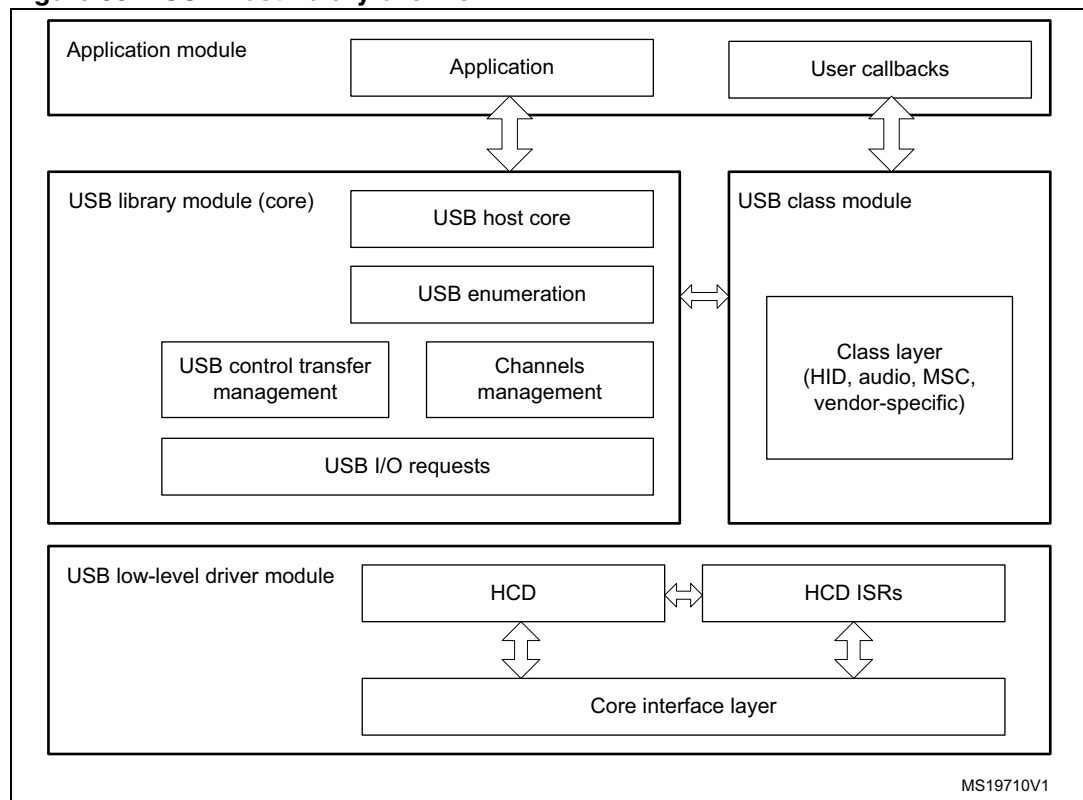 Application module
Application
User callbacks
USB library module (core)
USB host core
USB enumeration
USB control transfer
management
Channels
management
USB I/O requests
USB class module
Class layer
(HID, audio, MSC,
vendor-specific)
USB low-level driver module
HCD
HCD ISRs
Core interface layer
MS19710V1